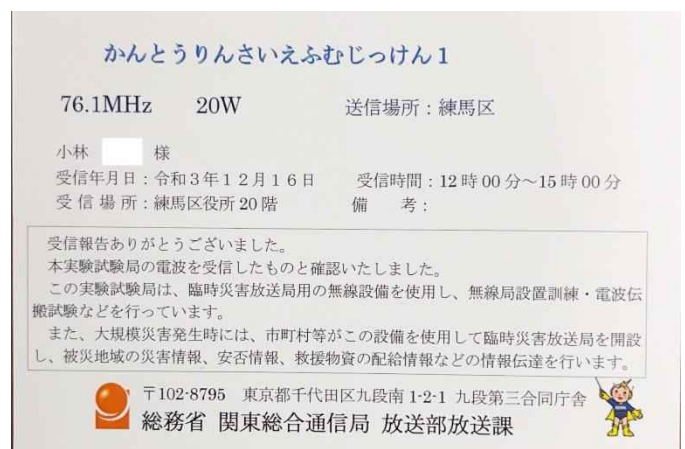 かんとうりんさいえふむじっけん1
76.1MHz 20W 送信場所：練馬区
小林 様
受信年月日：令和3年12月16日 受信時間：12時00分～15時00分
受信場所：練馬区役所20階 備 考：
受信報告ありがとうございました。
本実験試験局の電波を受信したものと確認いたしました。
この実験試験局は、臨時災害放送局用の無線設備を使用し、無線局設置訓練・電波伝
搬試験などを行っています。
また、大規模災害発生時には、市町村等がこの設備を使用して臨時災害放送局を開設
し、被災地域の災害情報、安否情報、救援物資の配給情報などの情報伝達を行います。
〒102-8795 東京都千代田区九段南1-2-1 九段第三合同庁舎
総務省 関東総合通信局 放送部放送課